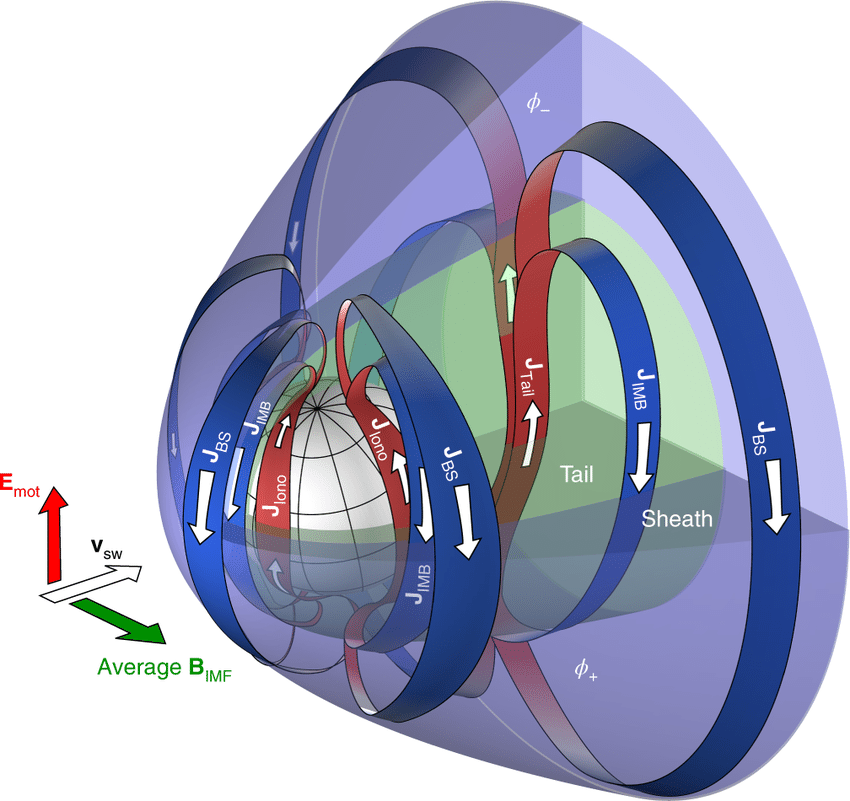 ϕ₋
J_BS
J_IMB
J_Iono
J_Iono
J_BS
J_IMB
J_Tail
J_IMB
J_BS
Tail
Sheath
ϕ₊
E_mot
v_sw
Average B_IMF